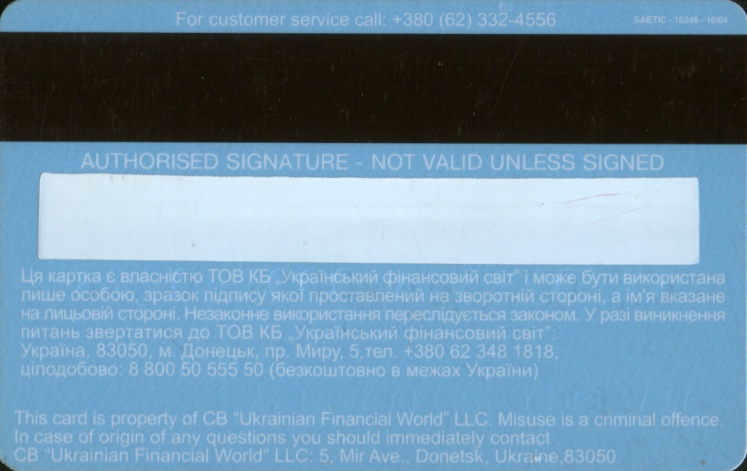 For customer service call: +380 (62) 332-4556
SAETIC - 16246 - 10/04
AUTHORISED SIGNATURE - NOT VALID UNLESS SIGNED
Ця картка є власністю ТОВ КБ „Український фінансовий світ" і може бути використана
лише особою, зразок підпису якої проставлений на зворотній стороні, а ім'я вказане
на лицьовій стороні. Незаконне використання переслідується законом. У разі виникнення
питань звертатися до ТОВ КБ „Український фінансовий світ":
Україна, 83050, м. Донецьк, пр. Миру, 5,тел. +380 62 348 1818,
цілодобово: 8 800 50 555 50 (безкоштовно в межах України)
This card is property of CB "Ukrainian Financial World" LLC. Misuse is a criminal offence.
In case of origin of any questions you should immediately contact
CB "Ukrainian Financial World" LLC: 5, Mir Ave., Donetsk, Ukraine,83050.